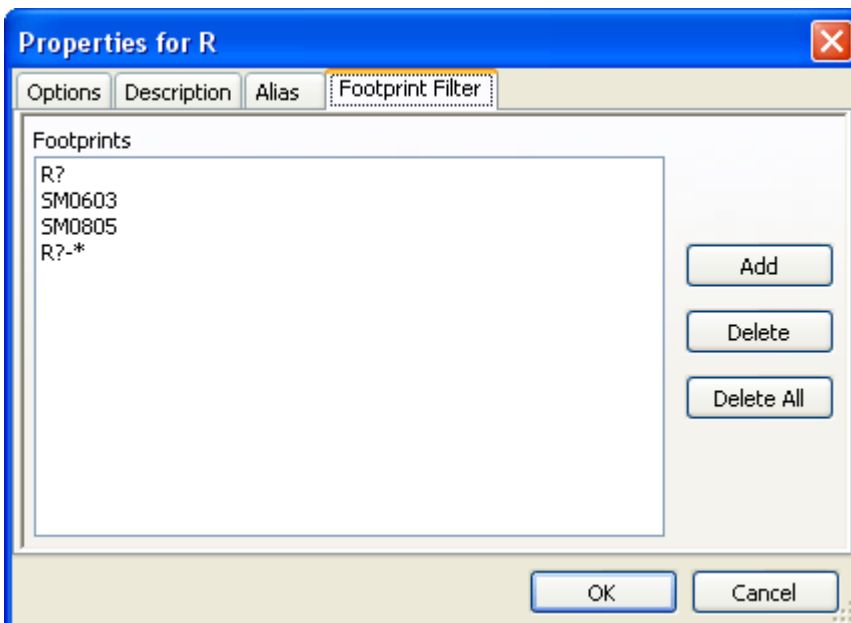 Properties for R
Options Description Alias Footprint Filter
Footprints
R?
SM0603
SM0805
R?-*
Add
Delete
Delete All
OK Cancel